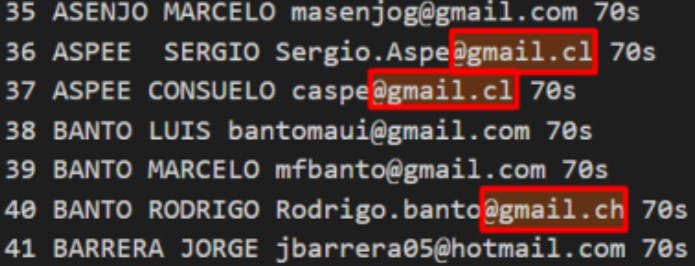 35 ASENJO MARCELO masenjog@gmail.com 70s
36 ASPEE  SERGIO Sergio.Aspe@gmail.cl 70s
37 ASPEE CONSUELO caspe@gmail.cl 70s
38 BANTO LUIS bantomaui@gmail.com 70s
39 BANTO MARCELO mfbanto@gmail.com 70s
40 BANTO RODRIGO Rodrigo.banto@gmail.ch 70s
41 BARRERA JORGE jbarrera05@hotmail.com 70s